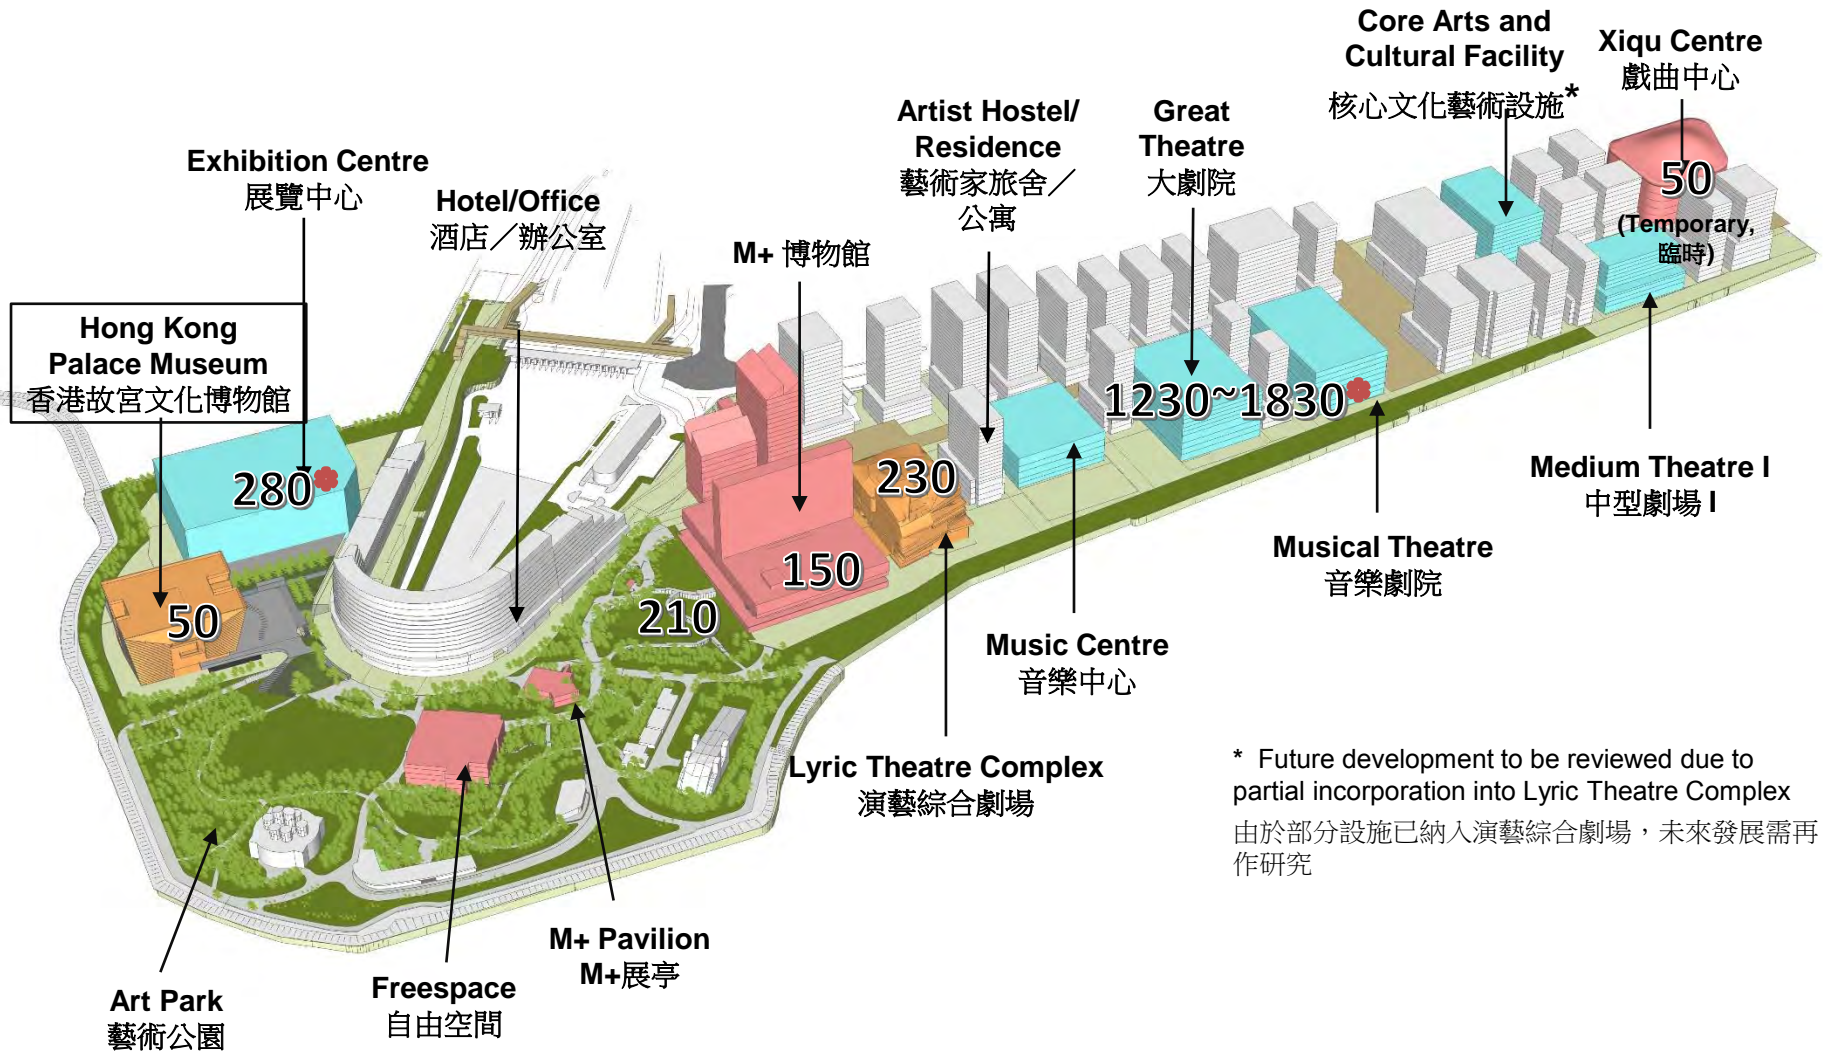 Core Arts and
Cultural Facility
核心文化藝術設施*
Xiqu Centre
戲曲中心
Artist Hostel/
Residence
藝術家旅舍／
公寓
Great
Theatre
大劇院
Exhibition Centre
展覽中心
Hotel/Office
酒店／辦公室
M+ 博物館
50
(Temporary,
臨時)
Hong Kong
Palace Museum
香港故宮文化博物館
1230~1830
280
230
Medium Theatre I
中型劇場 I
150
Musical Theatre
音樂劇院
50
210
Music Centre
音樂中心
Lyric Theatre Complex
演藝綜合劇場
* Future development to be reviewed due to
partial incorporation into Lyric Theatre Complex
由於部分設施已納入演藝綜合劇場，未來發展需再
作研究
M+ Pavilion
M+展亭
Freespace
自由空間
Art Park
藝術公園